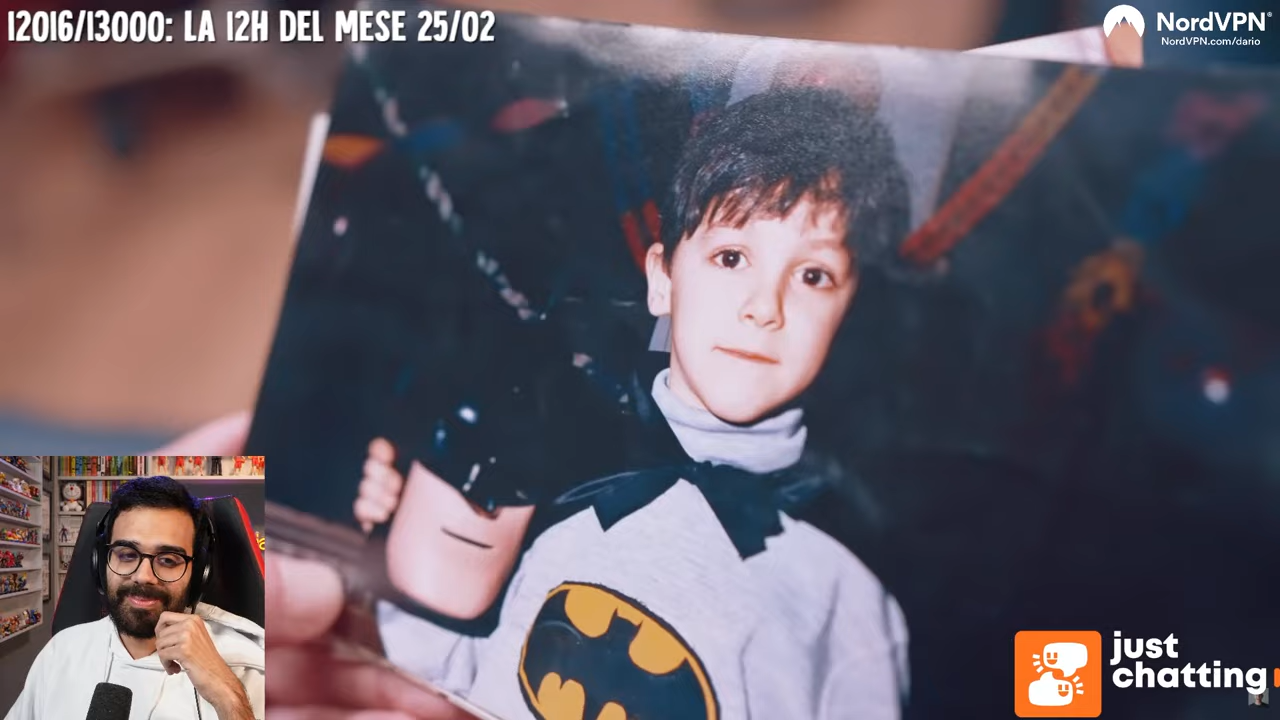 12016/13000: LA 12H DEL MESE 25/02
NordVPN®
NordVPN.com/dario
just
chatting